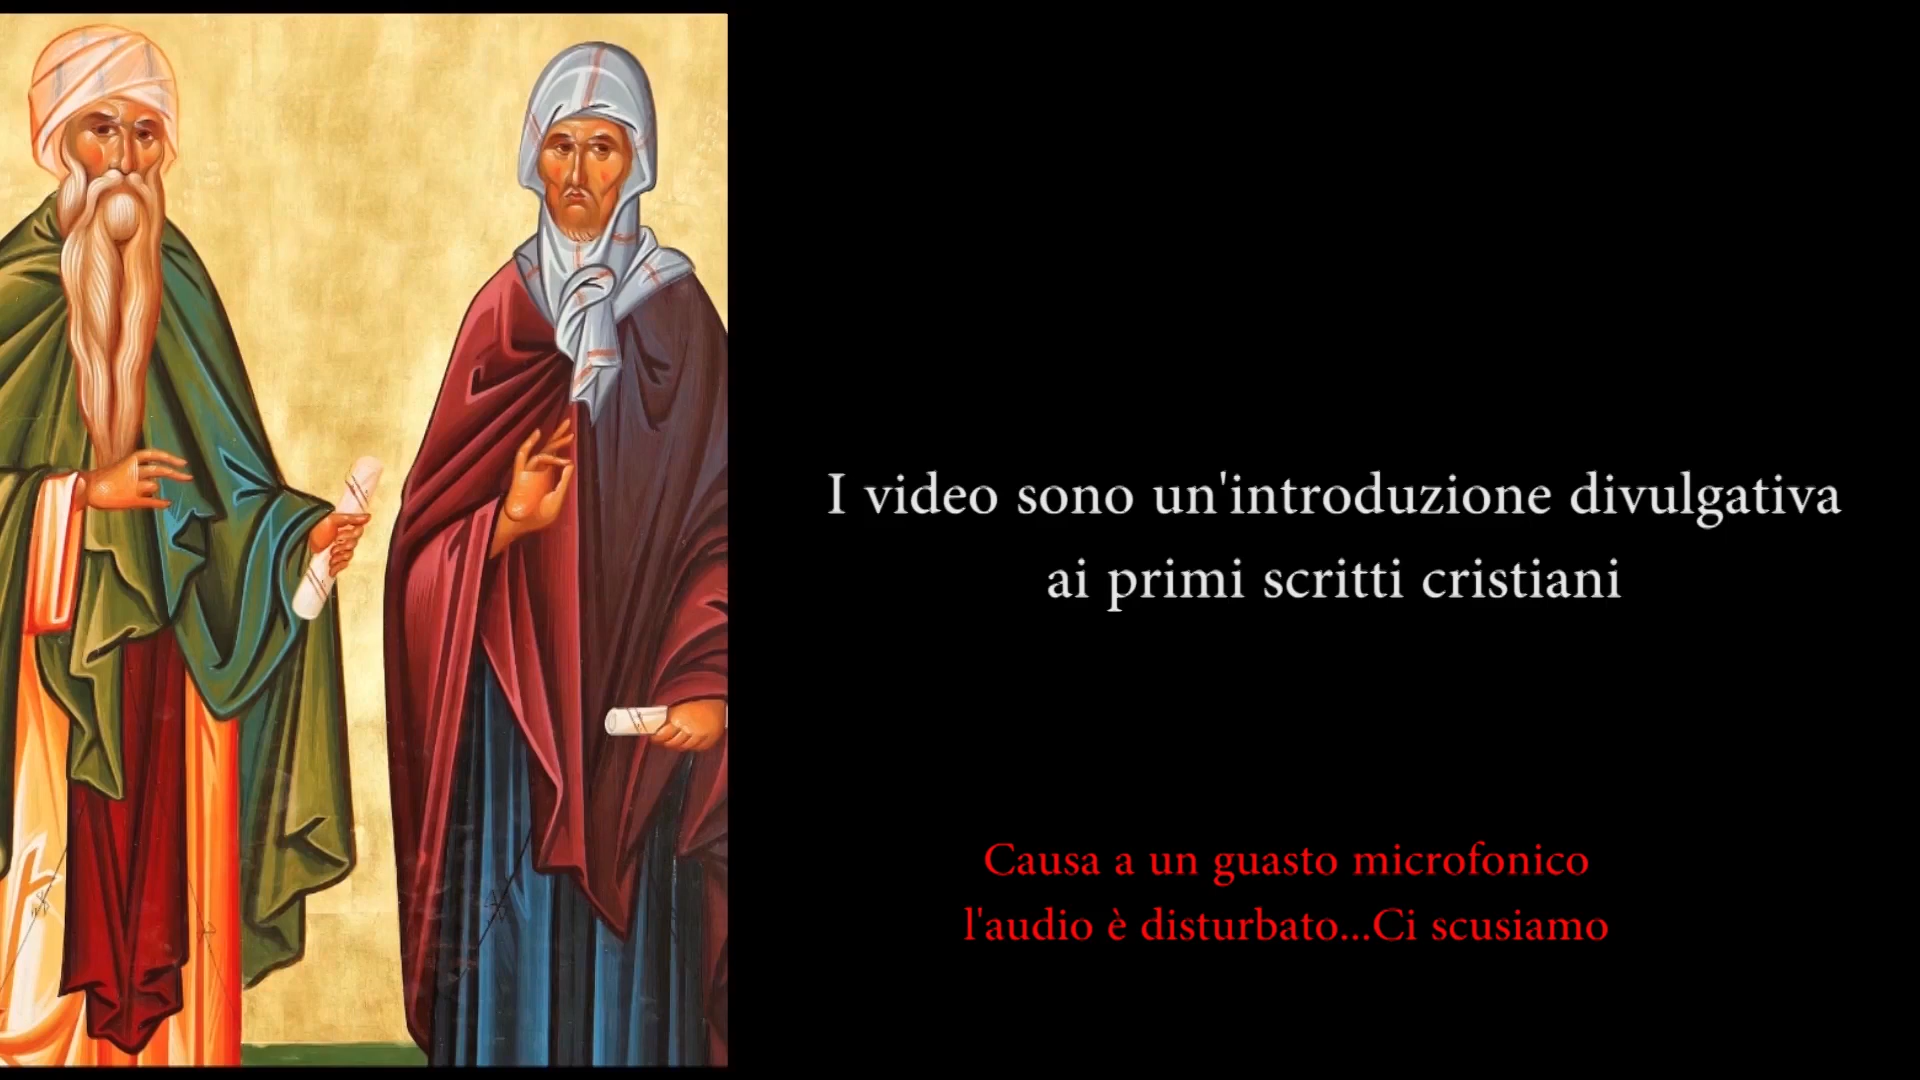 I video sono un'introduzione divulgativa
ai primi scritti cristiani
Causa a un guasto microfonico
l'audio è disturbato...Ci scusiamo